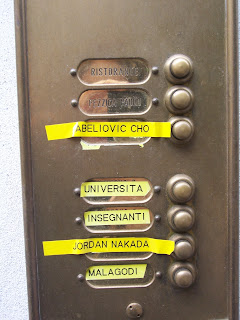 RISTORANTE
ABELIOVIC CHO
UNIVERSITA
INSEGNANTI
JORDAN NAKADA
MALAGODI